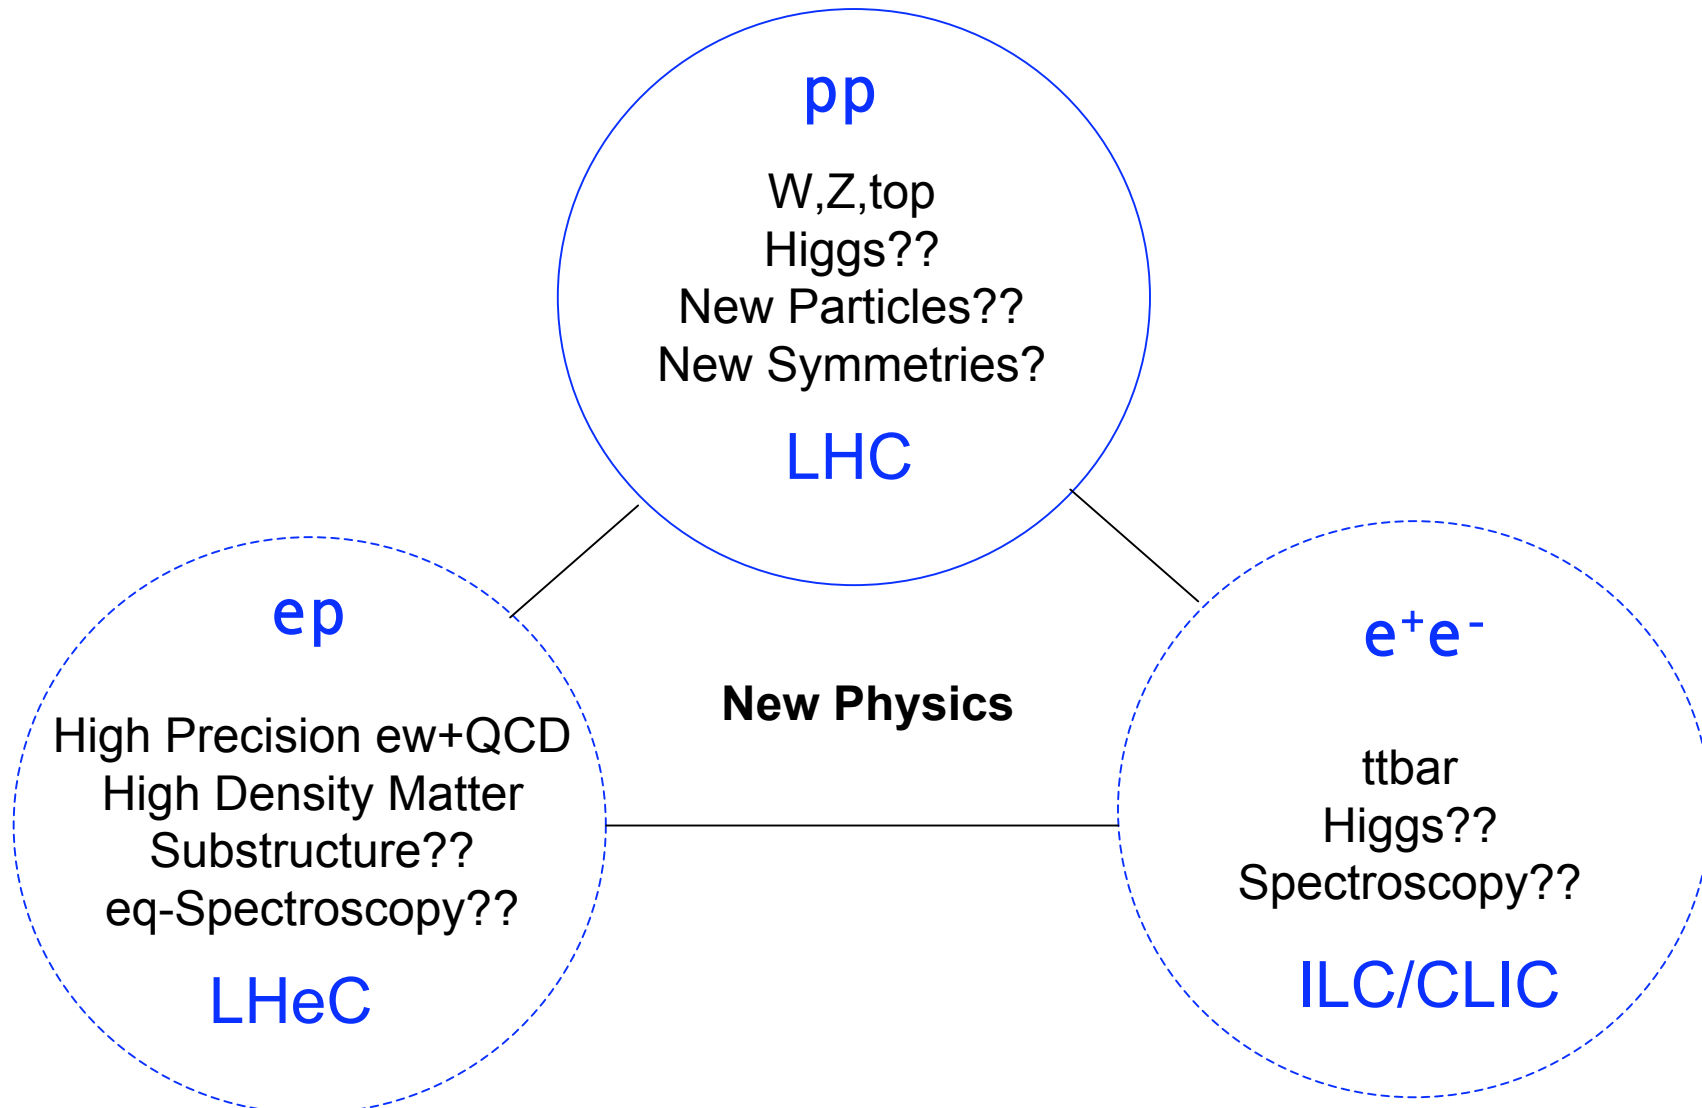 pp
W,Z,top
Higgs??
New Particles??
New Symmetries?
LHC
ep
High Precision ew+QCD
High Density Matter
Substructure??
eq-Spectroscopy??
LHeC
New Physics
e⁺e⁻
ttbar
Higgs??
Spectroscopy??
ILC/CLIC